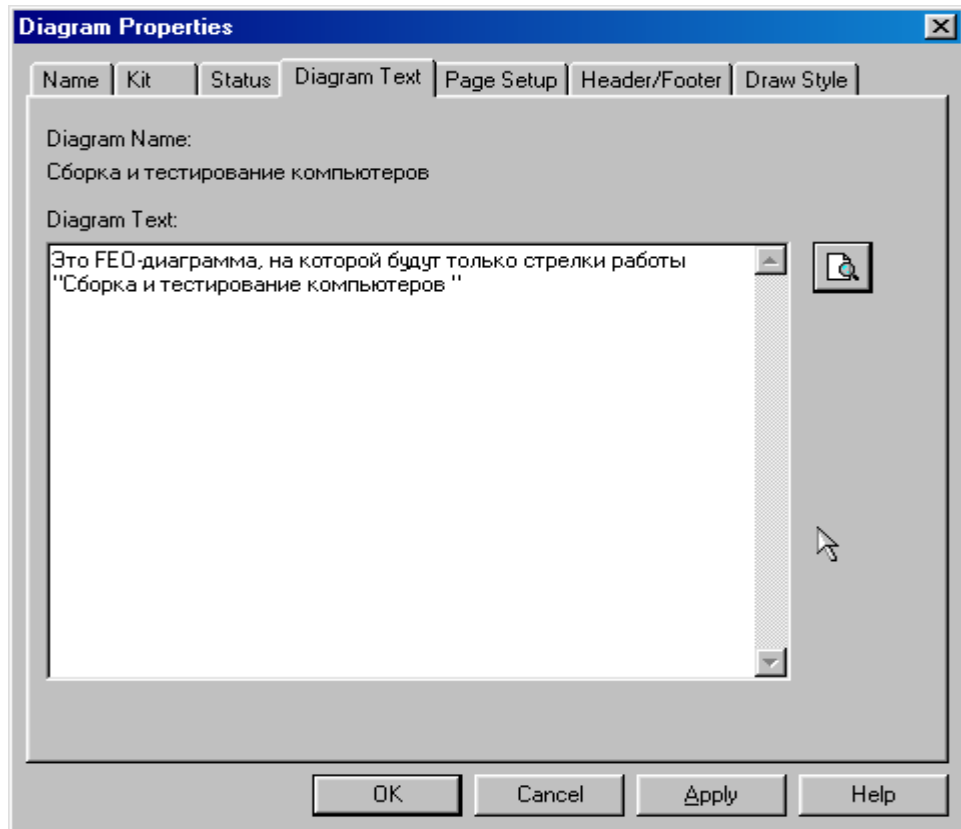 Diagram Properties
Name Kit Status Diagram Text Page Setup Header/Footer Draw Style
Diagram Name:
Сборка и тестирование компьютеров
Diagram Text:
Это FEO-диаграмма, на которой будут только стрелки работы
"Сборка и тестирование компьютеров "
OK Cancel Apply Help